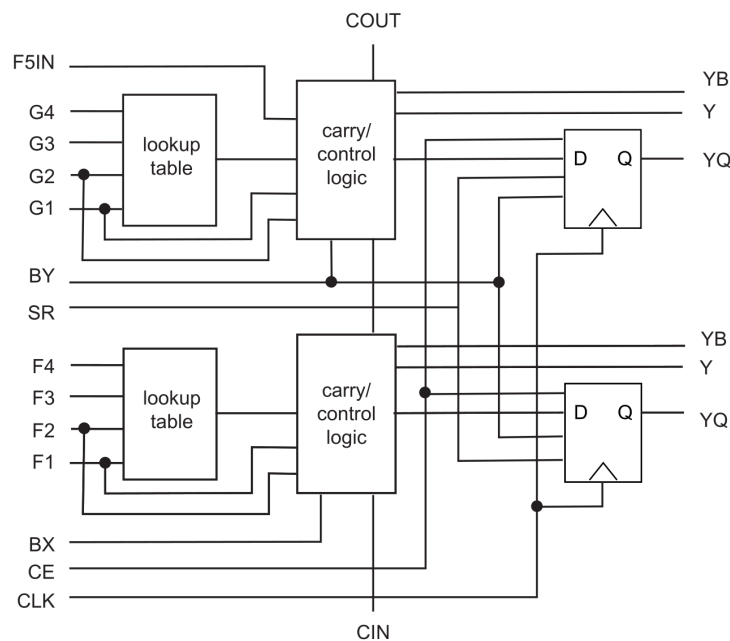 COUT
F5IN
G4
G3
G2
G1
lookup
table
carry/
control
logic
YB
Y
D Q
YQ
BY
SR
F4
F3
F2
F1
lookup
table
carry/
control
logic
YB
Y
D Q
YQ
BX
CE
CLK
CIN